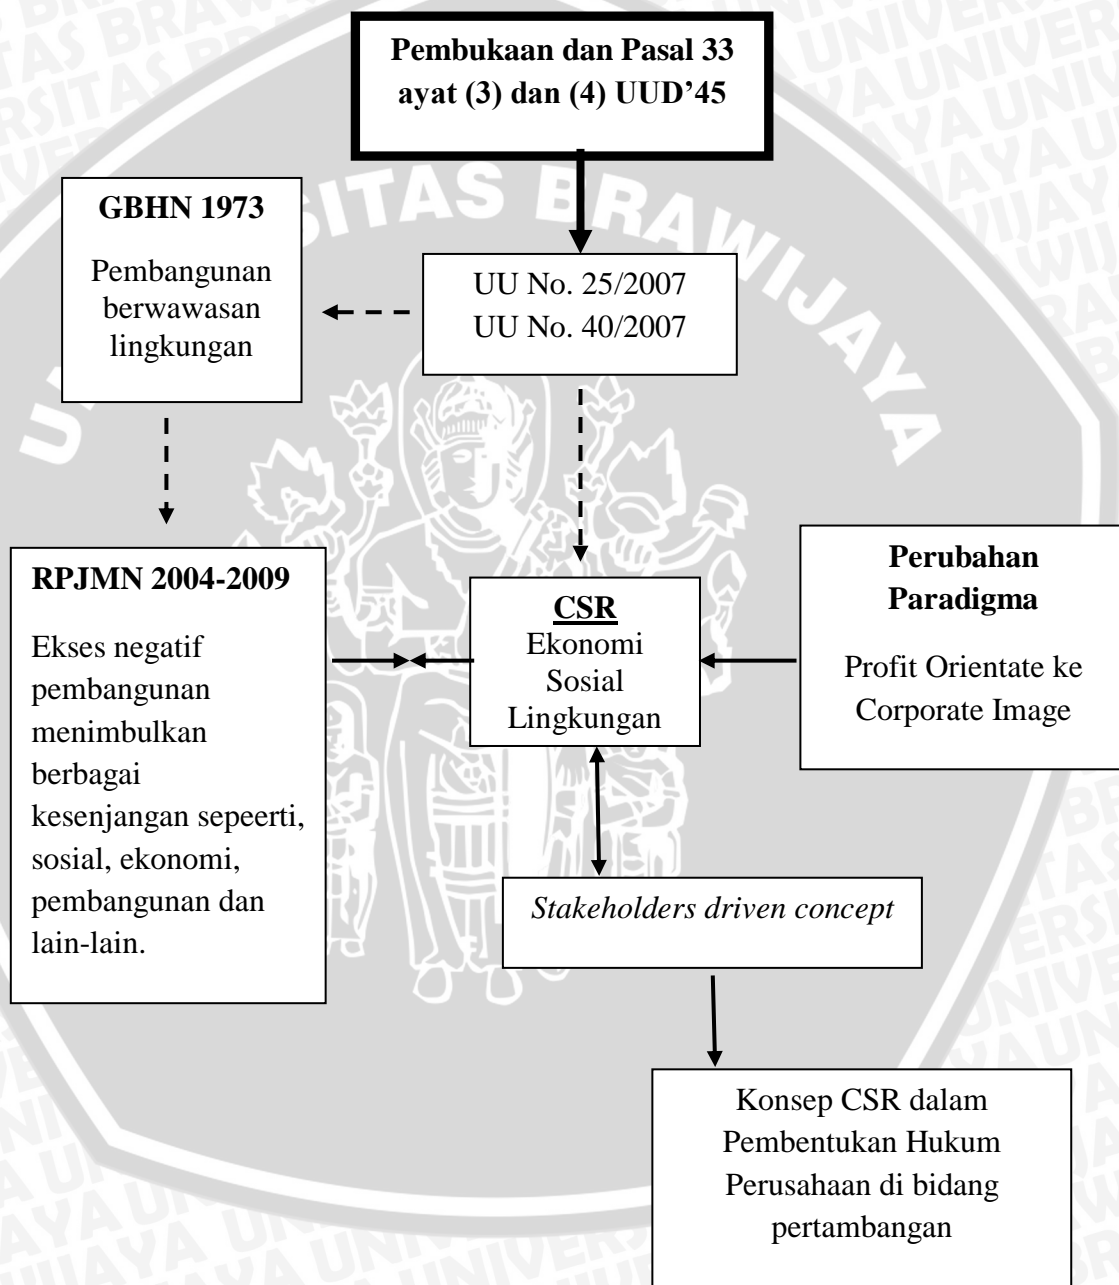 Pembukaan dan Pasal 33
ayat (3) dan (4) UUD’45
GBHN 1973
Pembangunan
berwawasan
lingkungan
UU No. 25/2007
UU No. 40/2007
RPJMN 2004-2009
Ekses negatif
pembangunan
menimbulkan
berbagai
kesenjangan sepeerti,
sosial, ekonomi,
pembangunan dan
lain-lain.
CSR
Ekonomi
Sosial
Lingkungan
Perubahan
Paradigma
Profit Orientate ke
Corporate Image
Stakeholders driven concept
Konsep CSR dalam
Pembentukan Hukum
Perusahaan di bidang
pertambangan
SITAS BRAWIJAYA